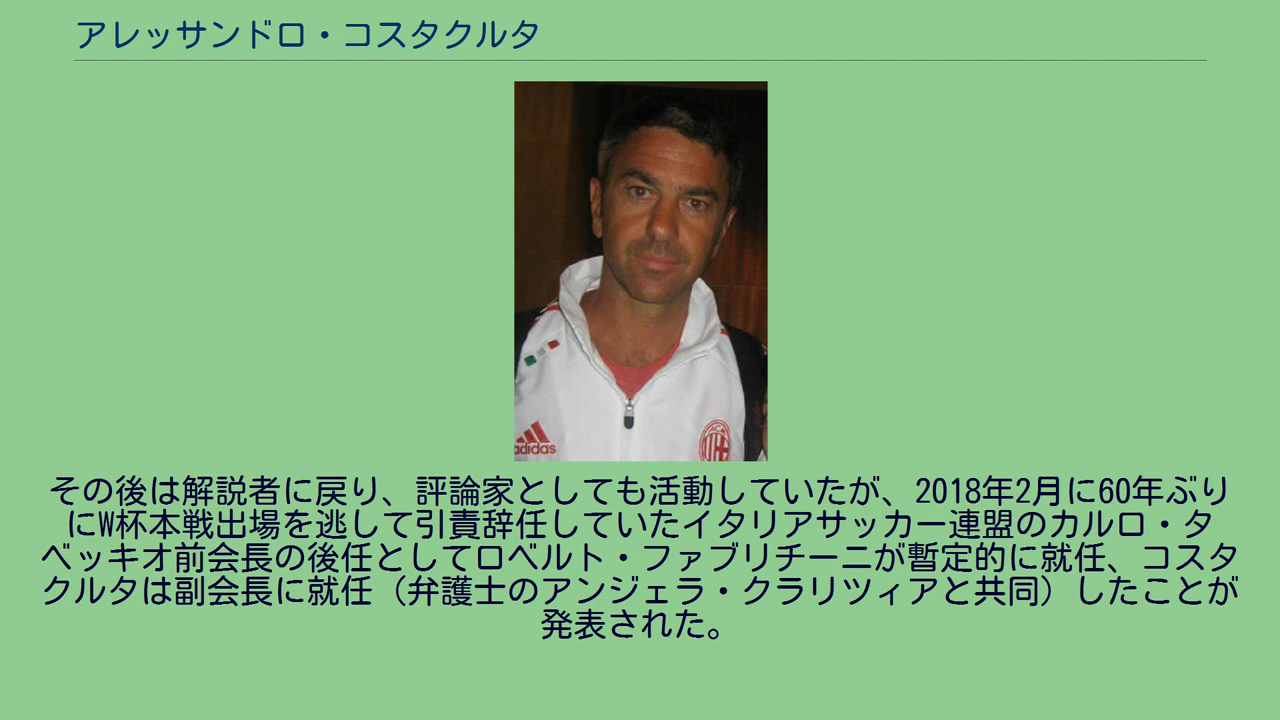 アレッサンドロ・コスタクルタ
adidas
その後は解説者に戻り、評論家としても活動していたが、2018年2月に60年ぶり
にW杯本戦出場を逃して引責辞任していたイタリアサッカー連盟のカルロ・タ
ベッキオ前会長の後任としてロベルト・ファブリチーニが暫定的に就任、コスタ
クルタは副会長に就任（弁護士のアンジェラ・クラリツィアと共同）したことが
発表された。